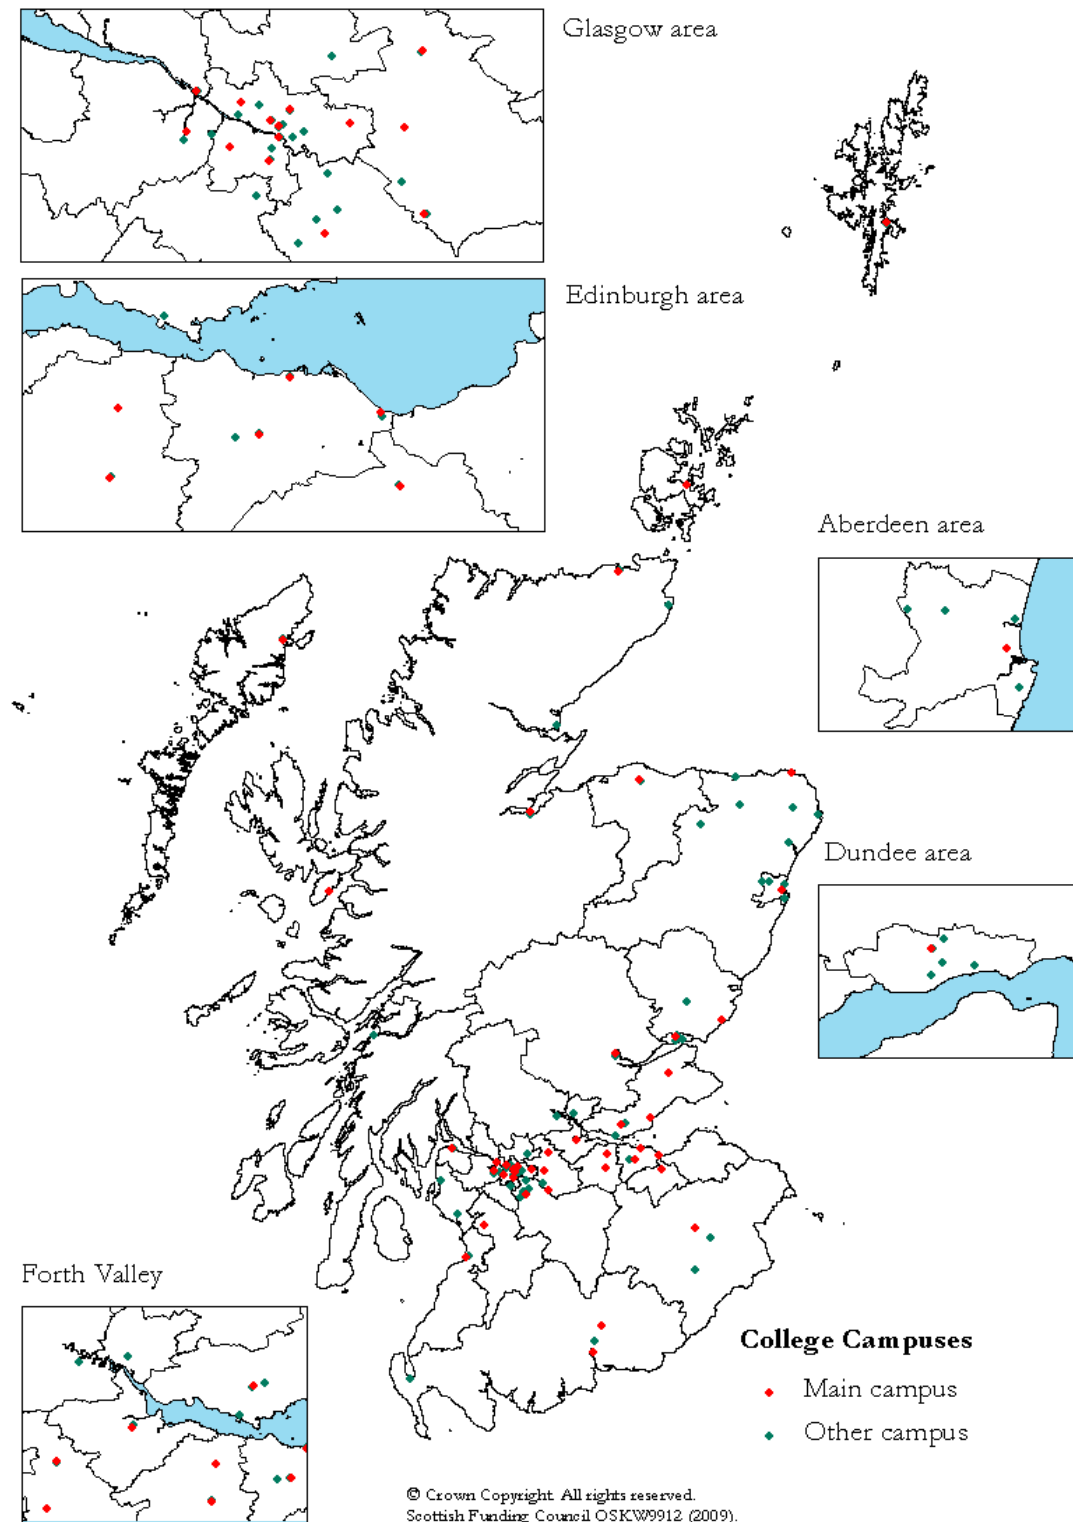 Glasgow area
Edinburgh area
Aberdeen area
Dundee area
Forth Valley
College Campuses
Main campus
Other campus
© Crown Copyright. All rights reserved.
Scottish Funding Council OSKW9912 (2009).